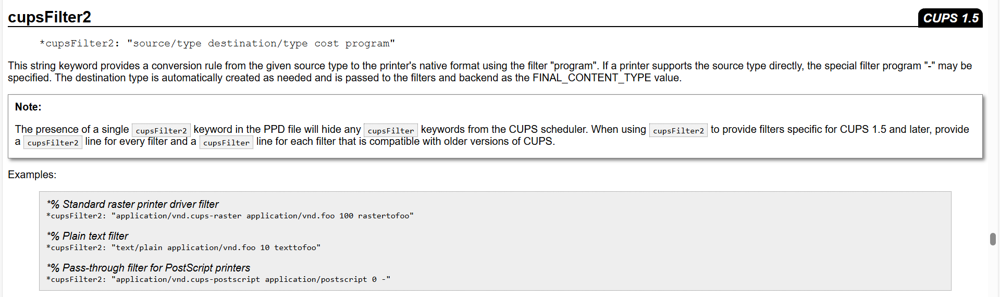 cupsFilter2
CUPS 1.5
*cupsFilter2: "source/type destination/type cost program"
This string keyword provides a conversion rule from the given source type to the printer's native format using the filter "program". If a printer supports the source type directly, the special filter program "-" may be
specified. The destination type is automatically created as needed and is passed to the filters and backend as the FINAL_CONTENT_TYPE value.
Note:
The presence of a single cupsFilter2 keyword in the PPD file will hide any cupsFilter keywords from the CUPS scheduler. When using cupsFilter2 to provide filters specific for CUPS 1.5 and later, provide
a cupsFilter2 line for every filter and a cupsFilter line for each filter that is compatible with older versions of CUPS.
Examples:
*% Standard raster printer driver filter
*cupsFilter2: "application/vnd.cups-raster application/vnd.foo 100 rastertofoo"
*% Plain text filter
*cupsFilter2: "text/plain application/vnd.foo 10 texttofoo"
*% Pass-through filter for PostScript printers
*cupsFilter2: "application/vnd.cups-postscript application/postscript 0 -"